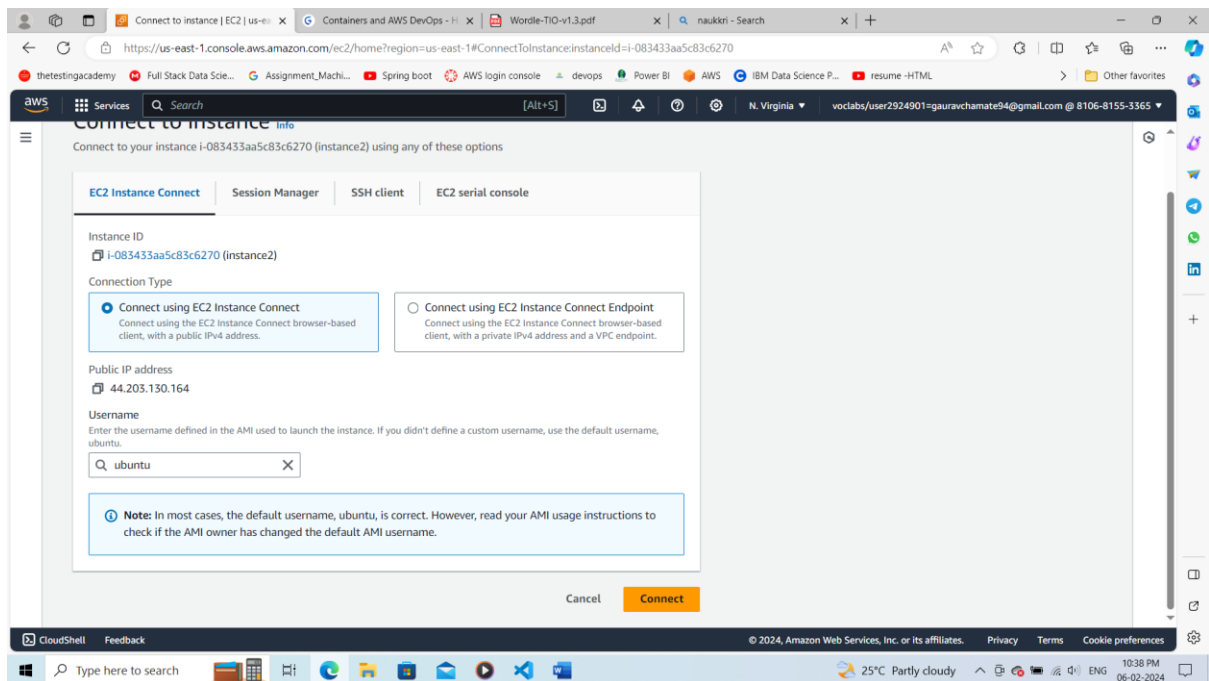 Connect to instance | EC2 | us-ea
Containers and AWS DevOps - H
Wordle-TIO-v1.3.pdf
naukkri - Search
https://us-east-1.console.aws.amazon.com/ec2/home?region=us-east-1#ConnectToInstance:instanceId=i-083433aa5c83c6270
thetestingacademy Full Stack Data Scie... Assignment_Machi... Spring boot AWS login console devops Power BI AWS IBM Data Science P... resume -HTML Other favorites
aws Services Search [Alt+S] N. Virginia voclabs/user2924901=gauravchamate94@gmail.com @ 8106-8155-3365
Connect to instance Info
Connect to your instance i-083433aa5c83c6270 (instance2) using any of these options
EC2 Instance Connect Session Manager SSH client EC2 serial console
Instance ID
i-083433aa5c83c6270 (instance2)
Connection Type
Connect using EC2 Instance Connect
Connect using the EC2 Instance Connect browser-based
client, with a public IPv4 address.
Connect using EC2 Instance Connect Endpoint
Connect using the EC2 Instance Connect browser-based
client, with a private IPv4 address and a VPC endpoint.
Public IP address
44.203.130.164
Username
Enter the username defined in the AMI used to launch the instance. If you didn't define a custom username, use the default username,
ubuntu.
ubuntu
Note: In most cases, the default username, ubuntu, is correct. However, read your AMI usage instructions to
check if the AMI owner has changed the default AMI username.
Cancel Connect
CloudShell Feedback © 2024, Amazon Web Services, Inc. or its affiliates. Privacy Terms Cookie preferences
Type here to search 25°C Partly cloudy ENG 10:38 PM
06-02-2024